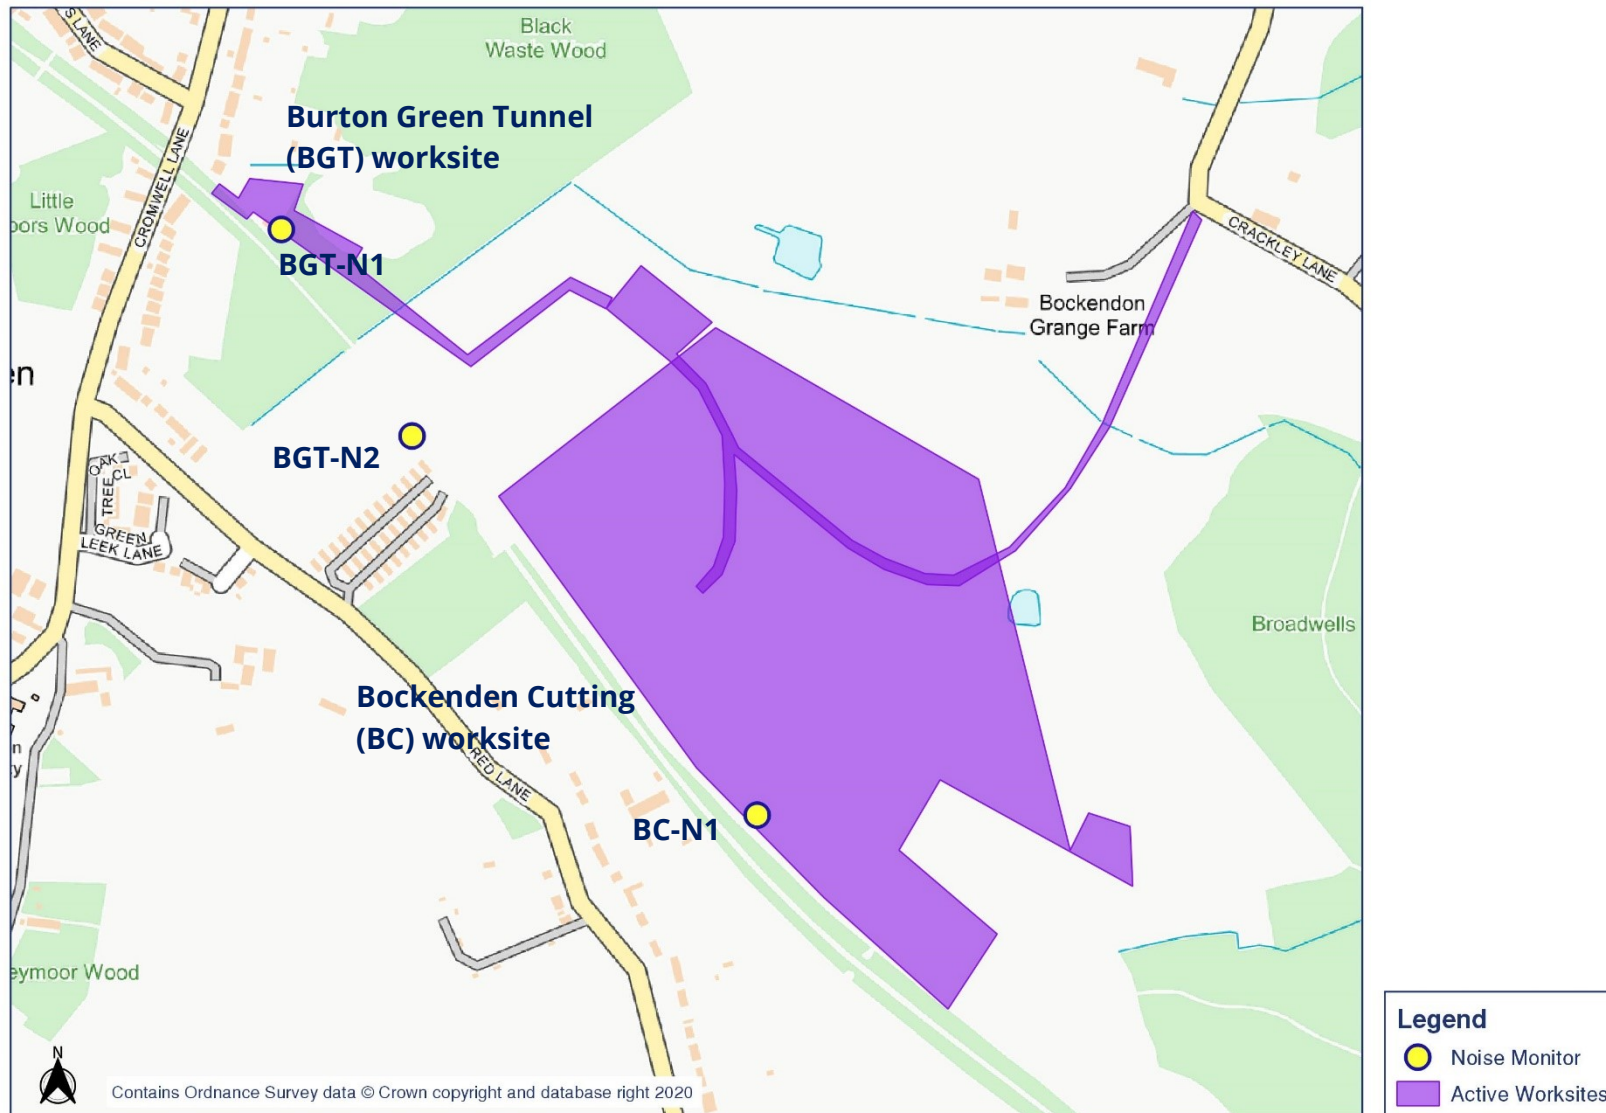 S LANE
Black
Waste Wood
Burton Green Tunnel
(BGT) worksite
CROMWELL LANE
Little
oors Wood
BGT-N1
CRACKLEY LANE
Bockendon
Grange Farm
en
BGT-N2
OAK
TREE CL
GREEN
LEEK LANE
Broadwells
Bockenden Cutting
(BC) worksite
RED LANE
n
y
BC-N1
eymoor Wood
N
Contains Ordnance Survey data © Crown copyright and database right 2020
Legend
Noise Monitor
Active Worksites